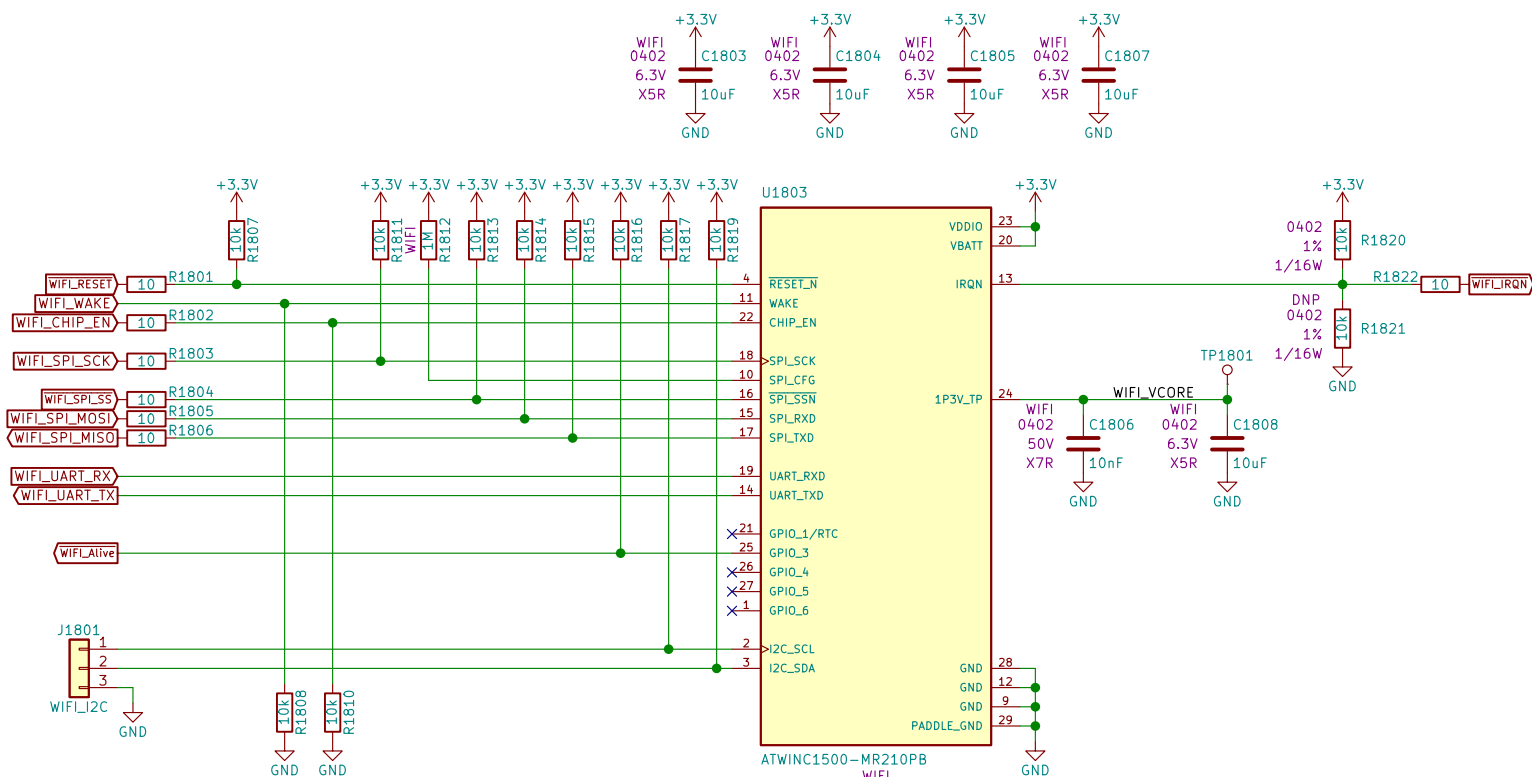 +3.3V +3.3V +3.3V +3.3V
WIFI 0402 6.3V X5R C1803 10uF GND
WIFI 0402 6.3V X5R C1804 10uF GND
WIFI 0402 6.3V X5R C1805 10uF GND
WIFI 0402 6.3V X5R C1807 10uF GND
+3.3V +3.3V +3.3V +3.3V +3.3V +3.3V +3.3V +3.3V +3.3V
10k R1807
10k R1811
WIFI 1M R1812
10k R1813
10k R1814
10k R1815
10k R1816
10k R1817
10k R1819
WIFI_RESET 10 R1801
WIFI_WAKE
WIFI_CHIP_EN 10 R1802
WIFI_SPI_SCK 10 R1803
WIFI_SPI_SS 10 R1804
WIFI_SPI_MOSI 10 R1805
WIFI_SPI_MISO 10 R1806
WIFI_UART_RX
WIFI_UART_TX
WIFI_Alive
J1801
1
2
3
WIFI_I2C
GND
10k R1808
GND
10k R1810
GND
U1803
4 RESET_N
11 WAKE
22 CHIP_EN
18 SPI_SCK
10 SPI_CFG
16 SPI_SSN
15 SPI_RXD
17 SPI_TXD
19 UART_RXD
14 UART_TXD
21 GPIO_1/RTC
25 GPIO_3
26 GPIO_4
27 GPIO_5
1 GPIO_6
2 I2C_SCL
3 I2C_SDA
VDDIO 23
VBATT 20
IRQN 13
1P3V_TP 24
GND 28
GND 12
GND 9
PADDLE_GND 29
ATWINC1500-MR210PB
WIFI
+3.3V
GND
WIFI_VCORE
TP1801
WIFI 0402 50V X7R C1806 10nF GND
WIFI 0402 6.3V X5R C1808 10uF GND
+3.3V
0402 1% 1/16W 10k R1820
R1822 10 WIFI_IRQN
DNP 0402 1% 1/16W 10k R1821
GND